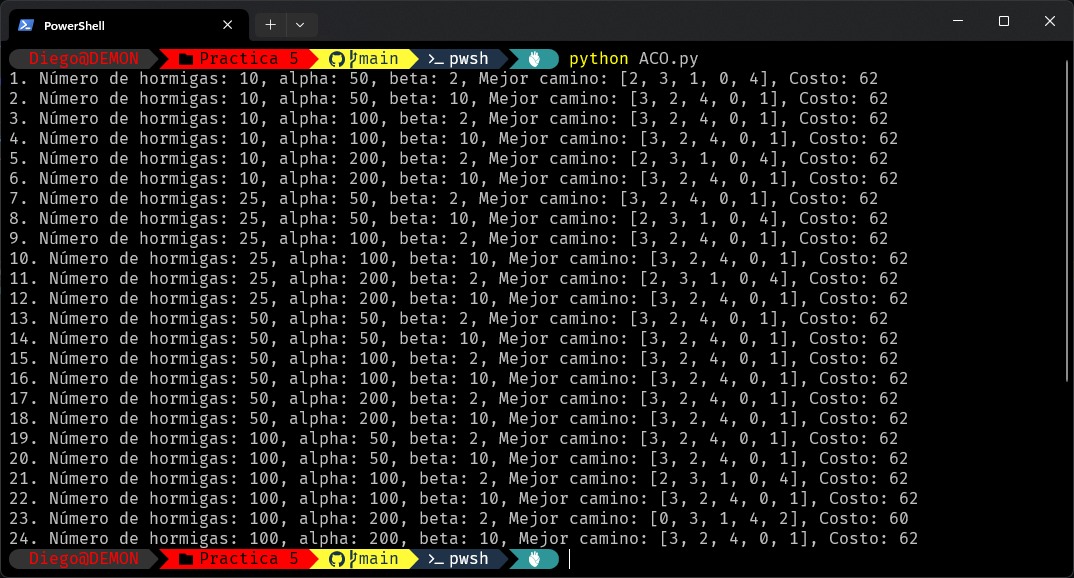 PowerShell
Diego@DEMON Practica 5 main >_ pwsh python ACO.py
1. Número de hormigas: 10, alpha: 50, beta: 2, Mejor camino: [2, 3, 1, 0, 4], Costo: 62
2. Número de hormigas: 10, alpha: 50, beta: 10, Mejor camino: [3, 2, 4, 0, 1], Costo: 62
3. Número de hormigas: 10, alpha: 100, beta: 2, Mejor camino: [3, 2, 4, 0, 1], Costo: 62
4. Número de hormigas: 10, alpha: 100, beta: 10, Mejor camino: [3, 2, 4, 0, 1], Costo: 62
5. Número de hormigas: 10, alpha: 200, beta: 2, Mejor camino: [2, 3, 1, 0, 4], Costo: 62
6. Número de hormigas: 10, alpha: 200, beta: 10, Mejor camino: [3, 2, 4, 0, 1], Costo: 62
7. Número de hormigas: 25, alpha: 50, beta: 2, Mejor camino: [3, 2, 4, 0, 1], Costo: 62
8. Número de hormigas: 25, alpha: 50, beta: 10, Mejor camino: [2, 3, 1, 0, 4], Costo: 62
9. Número de hormigas: 25, alpha: 100, beta: 2, Mejor camino: [3, 2, 4, 0, 1], Costo: 62
10. Número de hormigas: 25, alpha: 100, beta: 10, Mejor camino: [3, 2, 4, 0, 1], Costo: 62
11. Número de hormigas: 25, alpha: 200, beta: 2, Mejor camino: [2, 3, 1, 0, 4], Costo: 62
12. Número de hormigas: 25, alpha: 200, beta: 10, Mejor camino: [3, 2, 4, 0, 1], Costo: 62
13. Número de hormigas: 50, alpha: 50, beta: 2, Mejor camino: [3, 2, 4, 0, 1], Costo: 62
14. Número de hormigas: 50, alpha: 50, beta: 10, Mejor camino: [3, 2, 4, 0, 1], Costo: 62
15. Número de hormigas: 50, alpha: 100, beta: 2, Mejor camino: [3, 2, 4, 0, 1], Costo: 62
16. Número de hormigas: 50, alpha: 100, beta: 10, Mejor camino: [3, 2, 4, 0, 1], Costo: 62
17. Número de hormigas: 50, alpha: 200, beta: 2, Mejor camino: [3, 2, 4, 0, 1], Costo: 62
18. Número de hormigas: 50, alpha: 200, beta: 10, Mejor camino: [3, 2, 4, 0, 1], Costo: 62
19. Número de hormigas: 100, alpha: 50, beta: 2, Mejor camino: [3, 2, 4, 0, 1], Costo: 62
20. Número de hormigas: 100, alpha: 50, beta: 10, Mejor camino: [3, 2, 4, 0, 1], Costo: 62
21. Número de hormigas: 100, alpha: 100, beta: 2, Mejor camino: [2, 3, 1, 0, 4], Costo: 62
22. Número de hormigas: 100, alpha: 100, beta: 10, Mejor camino: [3, 2, 4, 0, 1], Costo: 62
23. Número de hormigas: 100, alpha: 200, beta: 2, Mejor camino: [0, 3, 1, 4, 2], Costo: 60
24. Número de hormigas: 100, alpha: 200, beta: 10, Mejor camino: [3, 2, 4, 0, 1], Costo: 62
Diego@DEMON Practica 5 main >_ pwsh